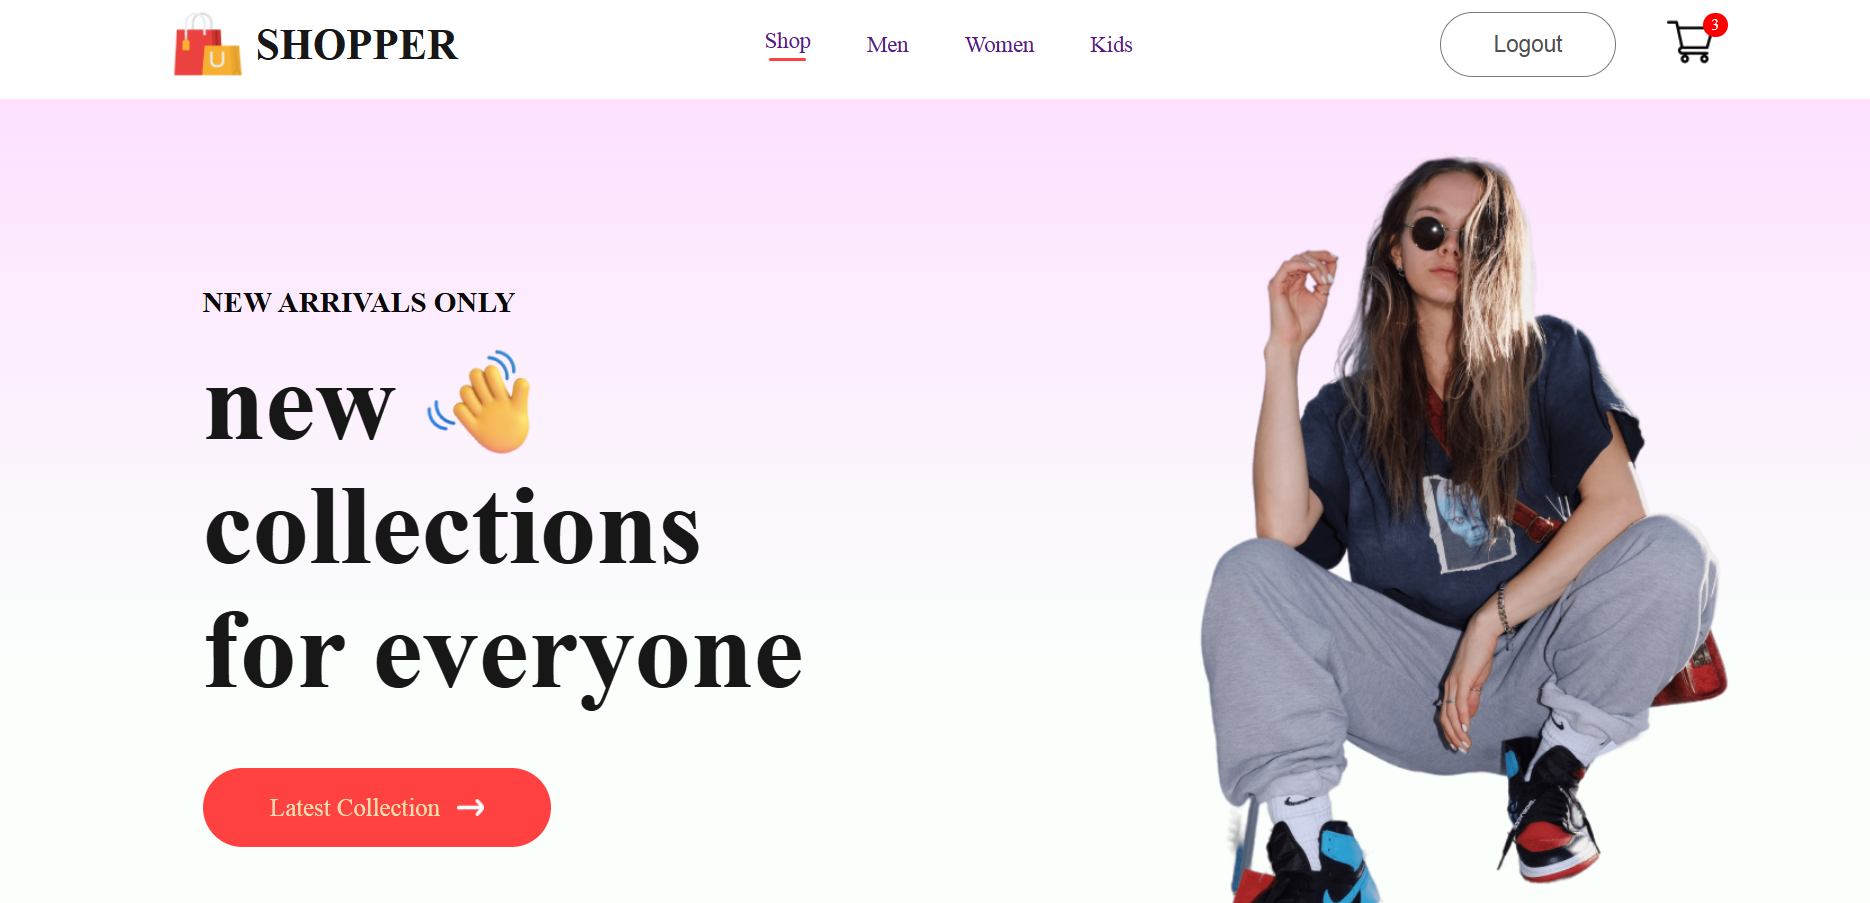 SHOPPER
Shop
Men
Women
Kids
Logout
3
NEW ARRIVALS ONLY
new
collections
for everyone
Latest Collection